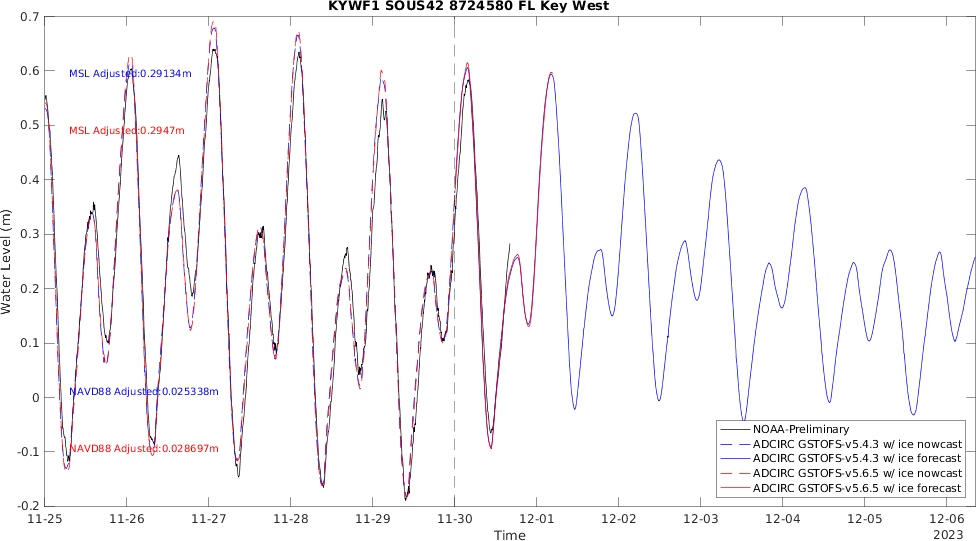 KYWF1 SOUS42 8724580 FL Key West
0.7
0.6
0.5
0.4
0.3
0.2
0.1
0
-0.1
-0.2
Water Level (m)
MSL Adjusted:0.29134m
MSL Adjusted:0.2947m
NAVD88 Adjusted:0.025338m
NAVD88 Adjusted:0.028697m
NOAA-Preliminary
ADCIRC GSTOFS-v5.4.3 w/ ice nowcast
ADCIRC GSTOFS-v5.4.3 w/ ice forecast
ADCIRC GSTOFS-v5.6.5 w/ ice nowcast
ADCIRC GSTOFS-v5.6.5 w/ ice forecast
11-25 11-26 11-27 11-28 11-29 11-30 12-01 12-02 12-03 12-04 12-05 12-06
2023
Time